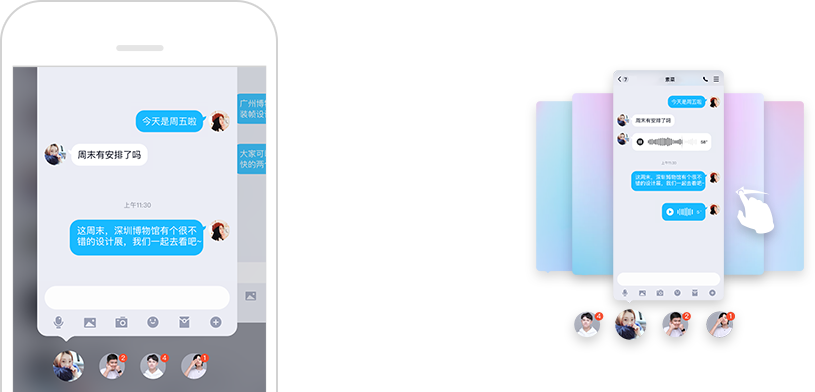 今天是周五啦
广州博物
装帧设
周末有安排了吗
大家可
快的两
上午11:30
这周末，深圳博物馆有个很不
错的设计展，我们一起去看吧~
2
4
1
7
今天是周五啦
周末有安排了吗
58"
上午11:30
这周末，深圳博物馆有个很不
错的设计展，我们一起去看吧~
4
2
1